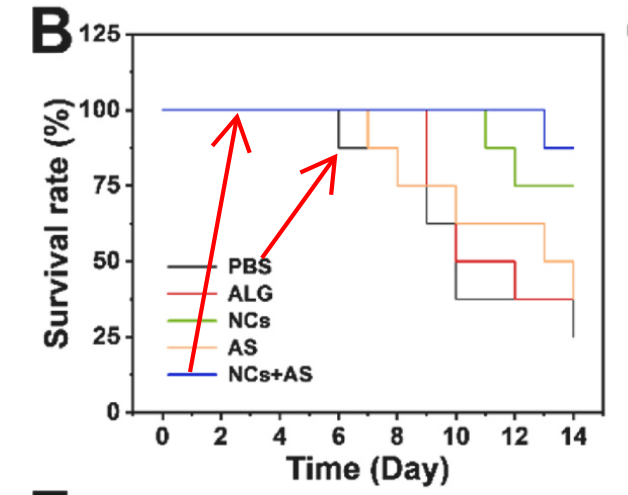 B
125
100
75
50
25
0
Survival rate (%)
PBS
ALG
NCs
AS
NCs+AS
0 2 4 6 8 10 12 14
Time (Day)